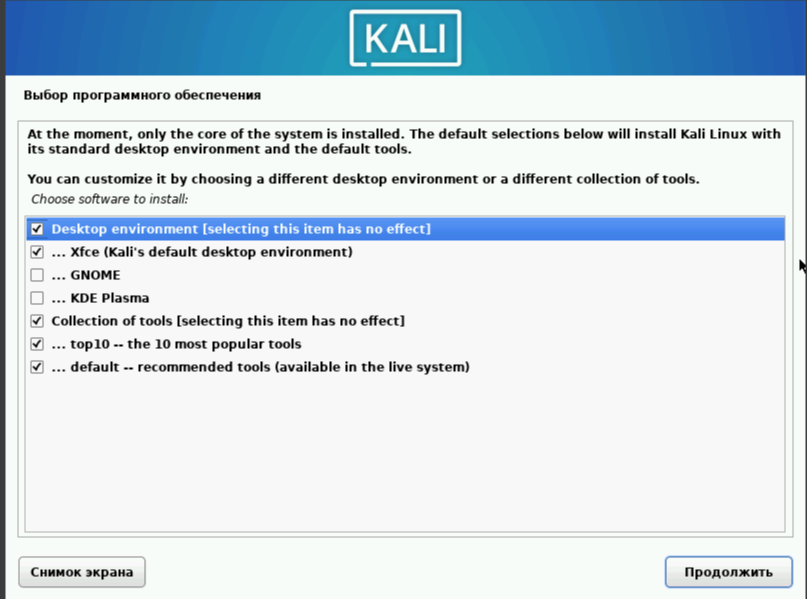 KALI
Выбор программного обеспечения
At the moment, only the core of the system is installed. The default selections below will install Kali Linux with
its standard desktop environment and the default tools.
You can customize it by choosing a different desktop environment or a different collection of tools.
Choose software to install:
Desktop environment [selecting this item has no effect]
... Xfce (Kali's default desktop environment)
... GNOME
... KDE Plasma
Collection of tools [selecting this item has no effect]
... top10 -- the 10 most popular tools
... default -- recommended tools (available in the live system)
Снимок экрана
Продолжить